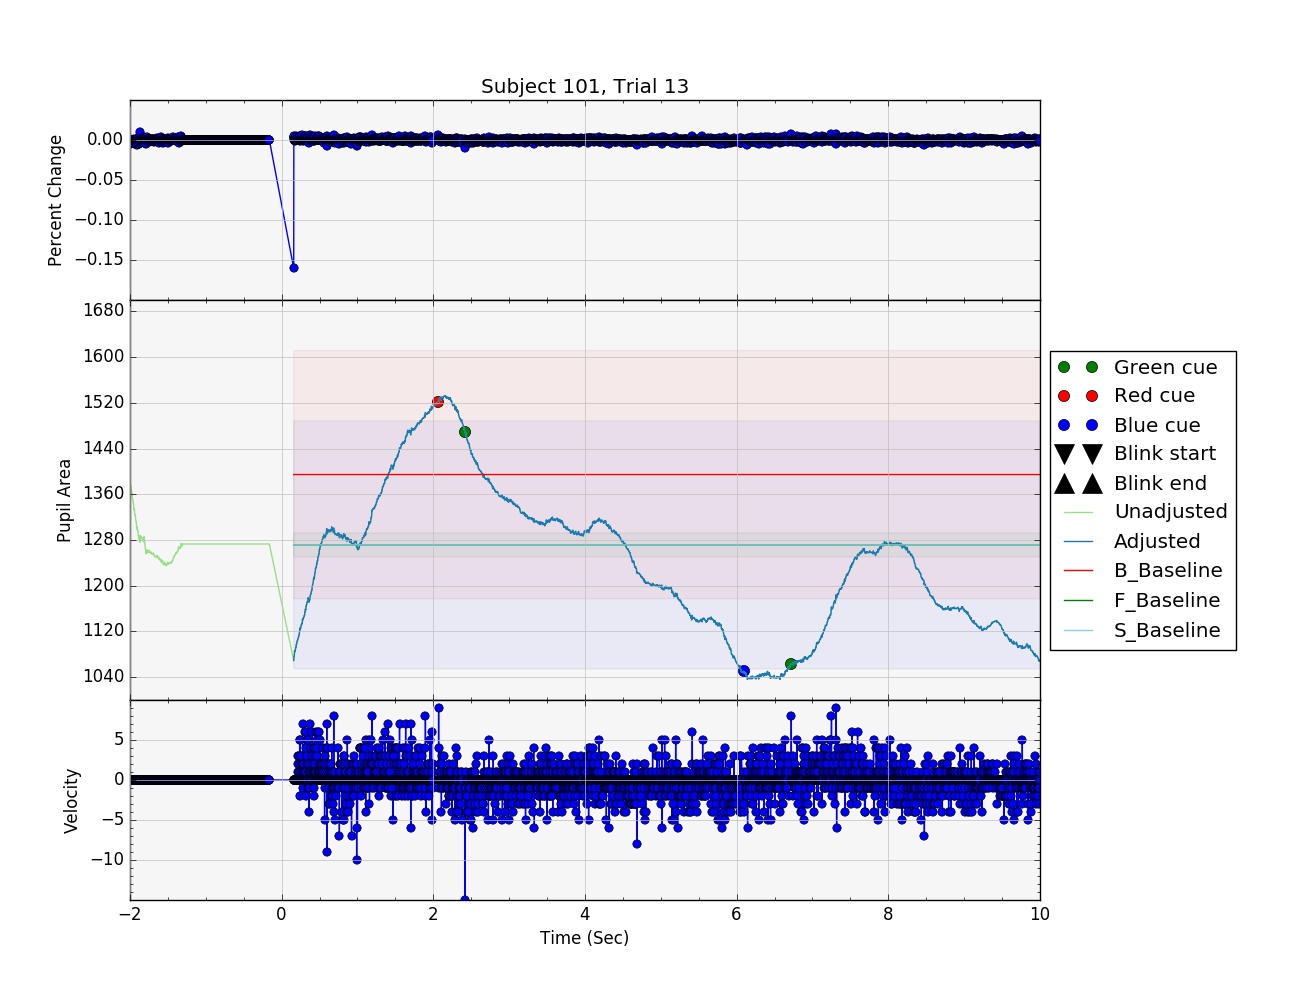 Subject 101, Trial 13
0.00
−0.05
−0.10
−0.15
Percent Change
1680
1600
1520
1440
1360
1280
1200
1120
1040
Pupil Area
Green cue
Red cue
Blue cue
Blink start
Blink end
Unadjusted
Adjusted
B_Baseline
F_Baseline
S_Baseline
5
0
−5
−10
Velocity
−2 0 2 4 6 8 10
Time (Sec)